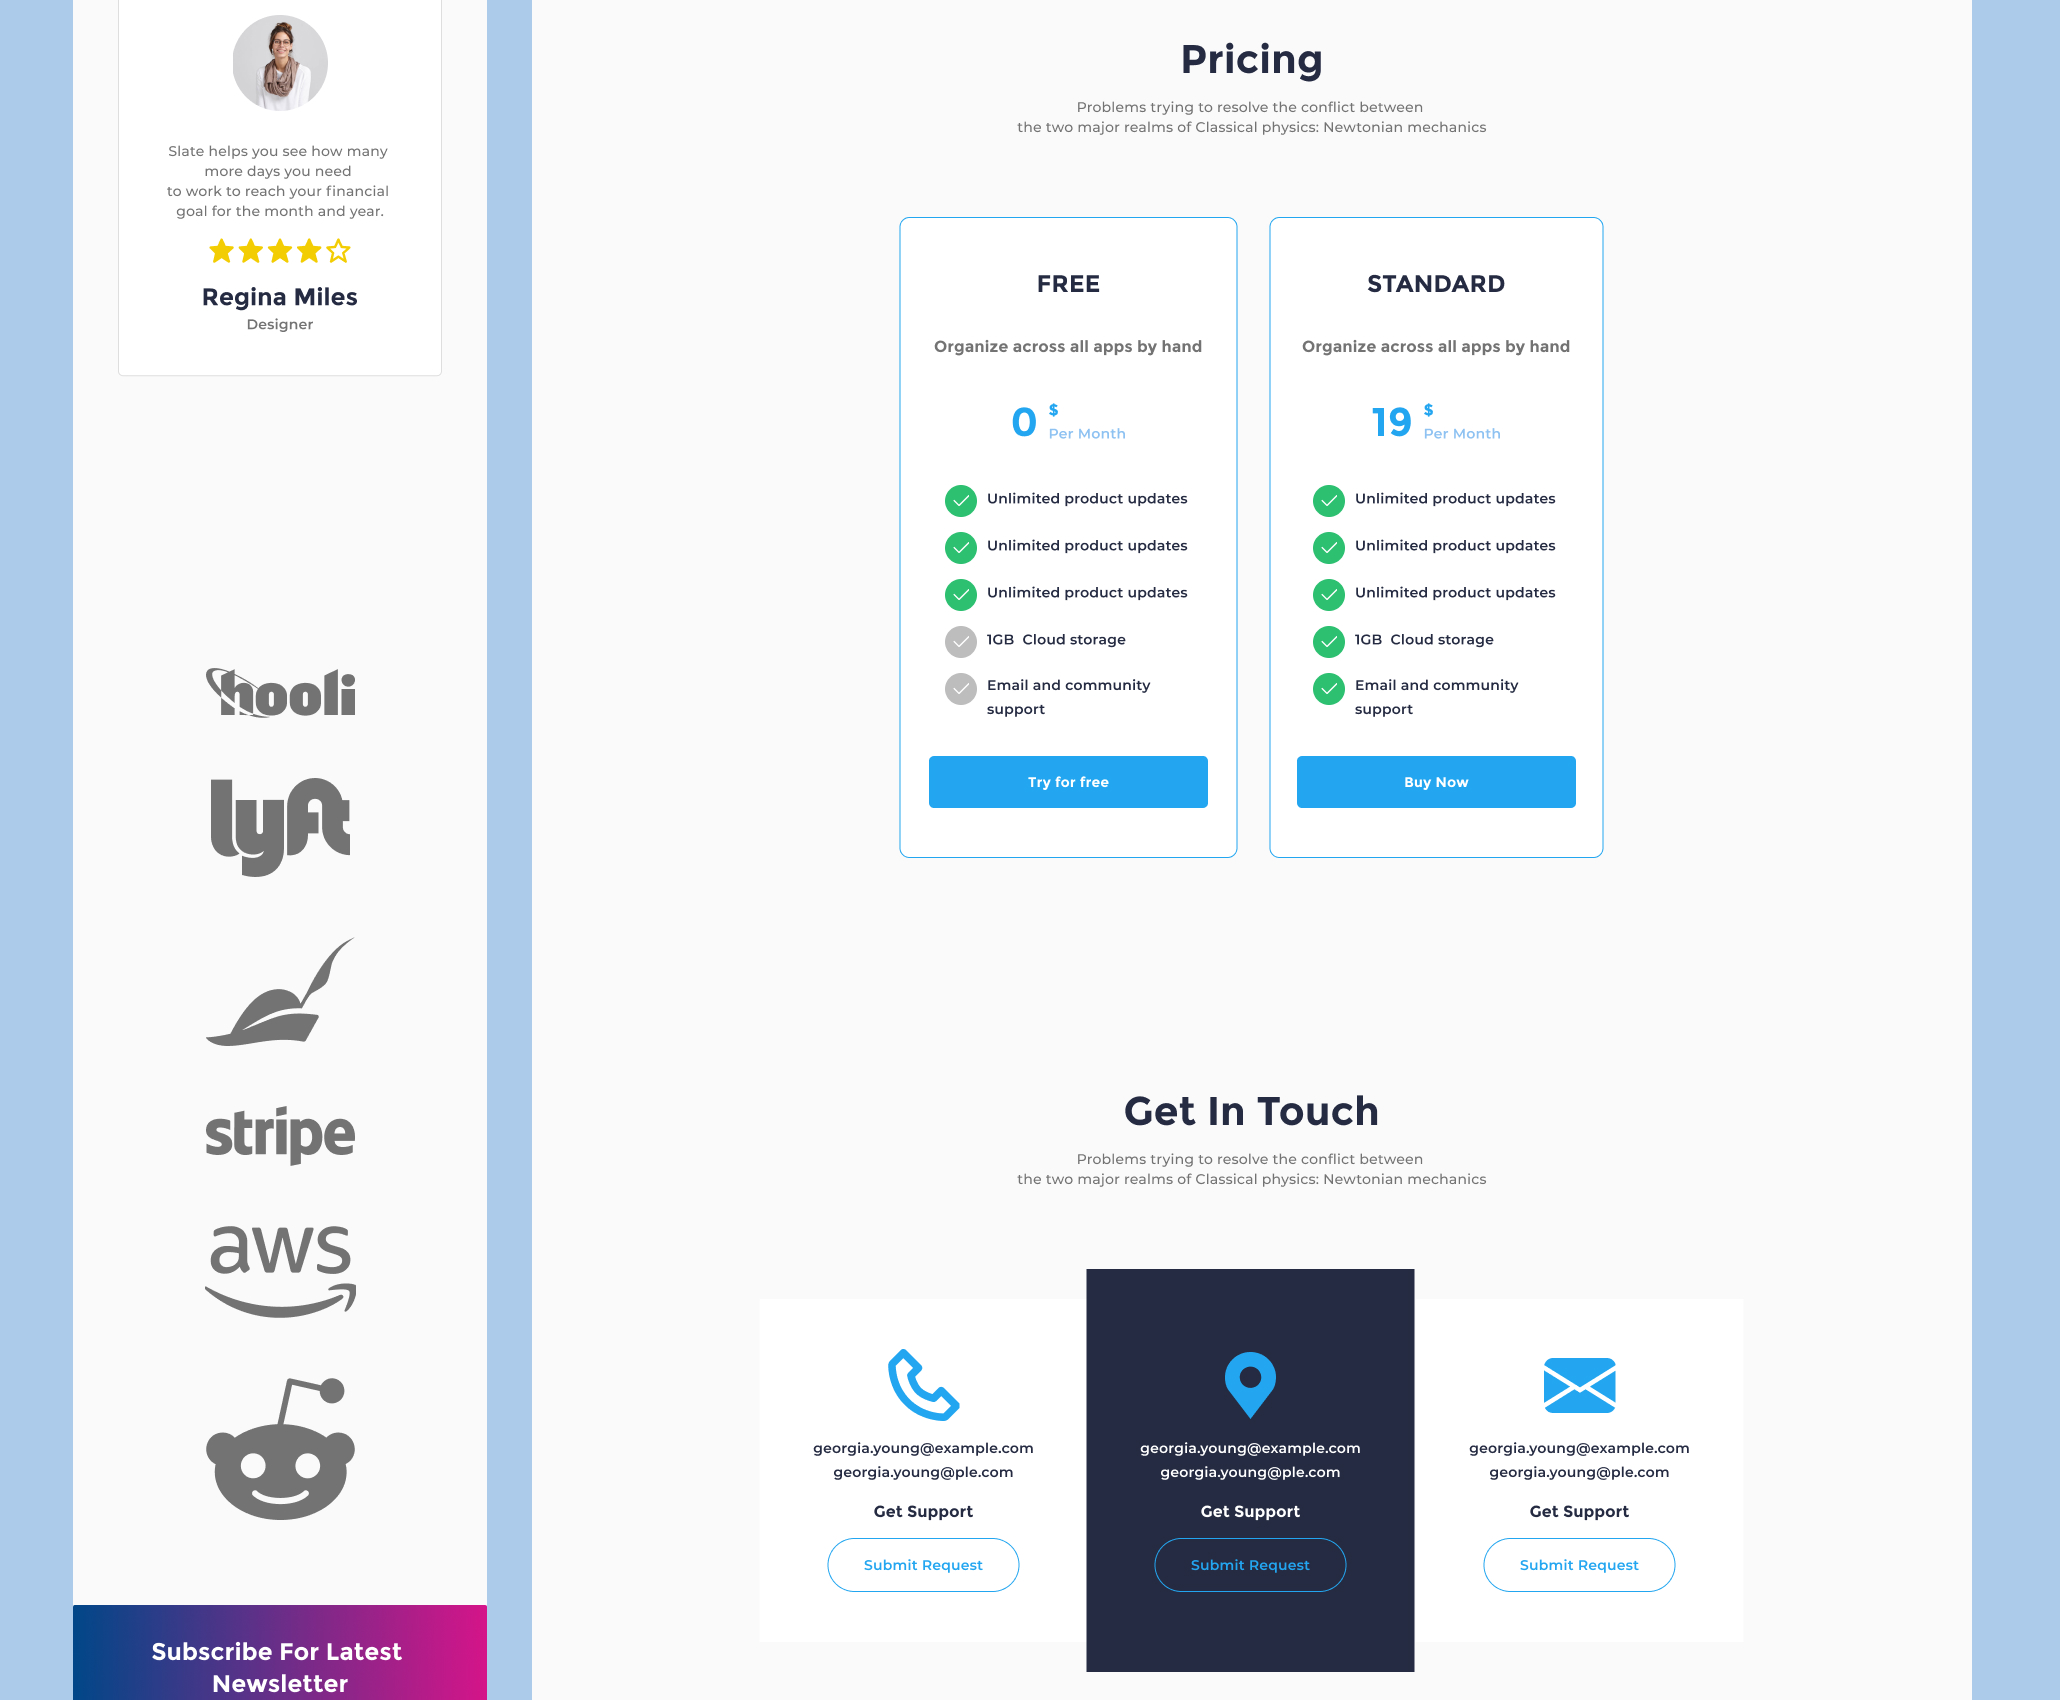 Slate helps you see how many
more days you need
to work to reach your financial
goal for the month and year.
Regina Miles
Designer
hooli
lyft
stripe
aws
Subscribe For Latest
Newsletter
Pricing
Problems trying to resolve the conflict between
the two major realms of Classical physics: Newtonian mechanics
FREE
Organize across all apps by hand
0 $
Per Month
Unlimited product updates
Unlimited product updates
Unlimited product updates
1GB  Cloud storage
Email and community
support
Try for free
STANDARD
Organize across all apps by hand
19 $
Per Month
Unlimited product updates
Unlimited product updates
Unlimited product updates
1GB  Cloud storage
Email and community
support
Buy Now
Get In Touch
Problems trying to resolve the conflict between
the two major realms of Classical physics: Newtonian mechanics
georgia.young@example.com
georgia.young@ple.com
Get Support
Submit Request
georgia.young@example.com
georgia.young@ple.com
Get Support
Submit Request
georgia.young@example.com
georgia.young@ple.com
Get Support
Submit Request